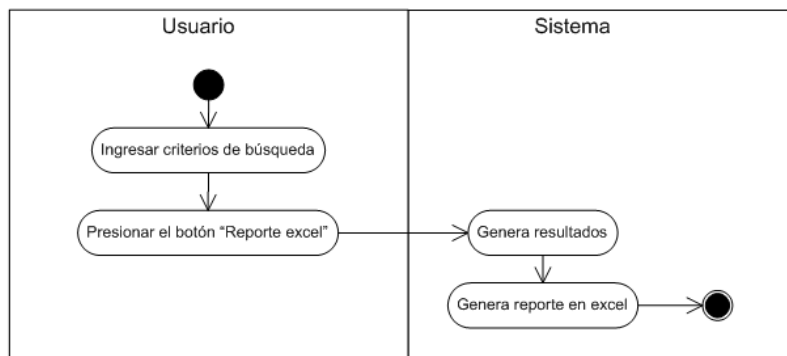 Usuario
Sistema
Ingresar criterios de búsqueda
Presionar el botón “Reporte excel”
Genera resultados
Genera reporte en excel